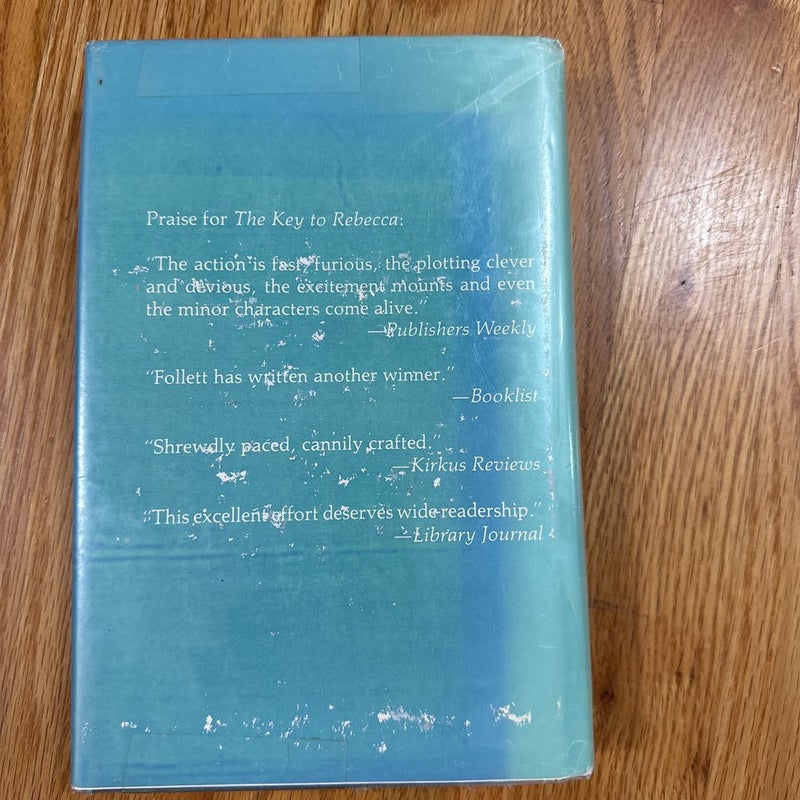 Praise for The Key to Rebecca:
“The action is fast, furious, the plotting clever
and devious, the excitement mounts and even
the minor characters come alive.”
—Publishers Weekly
“Follett has written another winner.”
—Booklist
“Shrewdly paced, cannily crafted.”
—Kirkus Reviews
“This excellent effort deserves wide readership.”
—Library Journal